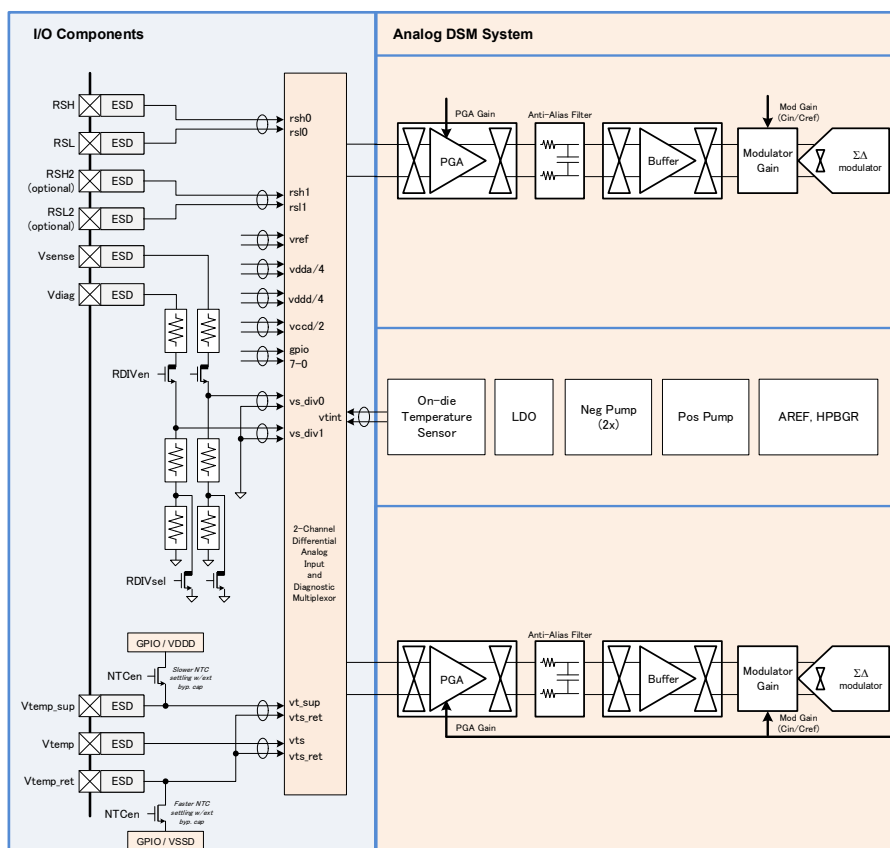 I/O Components
Analog DSM System
RSH
ESD
RSL
ESD
RSH2
(optional)
ESD
RSL2
(optional)
ESD
Vsense
ESD
Vdiag
ESD
RDIVen
RDIVsel
rsh0
rsl0
rsh1
rsl1
vref
vdda/4
vddd/4
vccd/2
gpio
7-0
vs_div0
vtint
vs_div1
2-Channel
Differential
Analog
Input
and
Diagnostic
Multiplexor
PGA Gain
PGA
Anti-Alias Filter
Buffer
Mod Gain
(Cin/Cref)
Modulator
Gain
ΣΔ
modulator
On-die
Temperature
Sensor
LDO
Neg Pump
(2x)
Pos Pump
AREF, HPBGR
GPIO / VDDD
NTCen
Slower NTC
settling w/ext
byp. cap
Vtemp_sup
ESD
vt_sup
vts_ret
Vtemp
ESD
vts
vts_ret
Vtemp_ret
ESD
NTCen
Faster NTC
settling w/ext
byp. cap
GPIO / VSSD
PGA
PGA Gain
Anti-Alias Filter
Buffer
Modulator
Gain
Mod Gain
(Cin/Cref)
ΣΔ
modulator